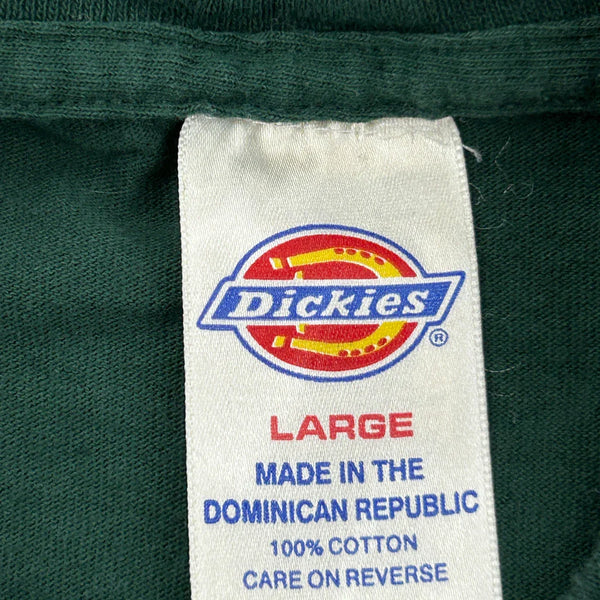 Dickies
®
LARGE
MADE IN THE
DOMINICAN REPUBLIC
100% COTTON
CARE ON REVERSE